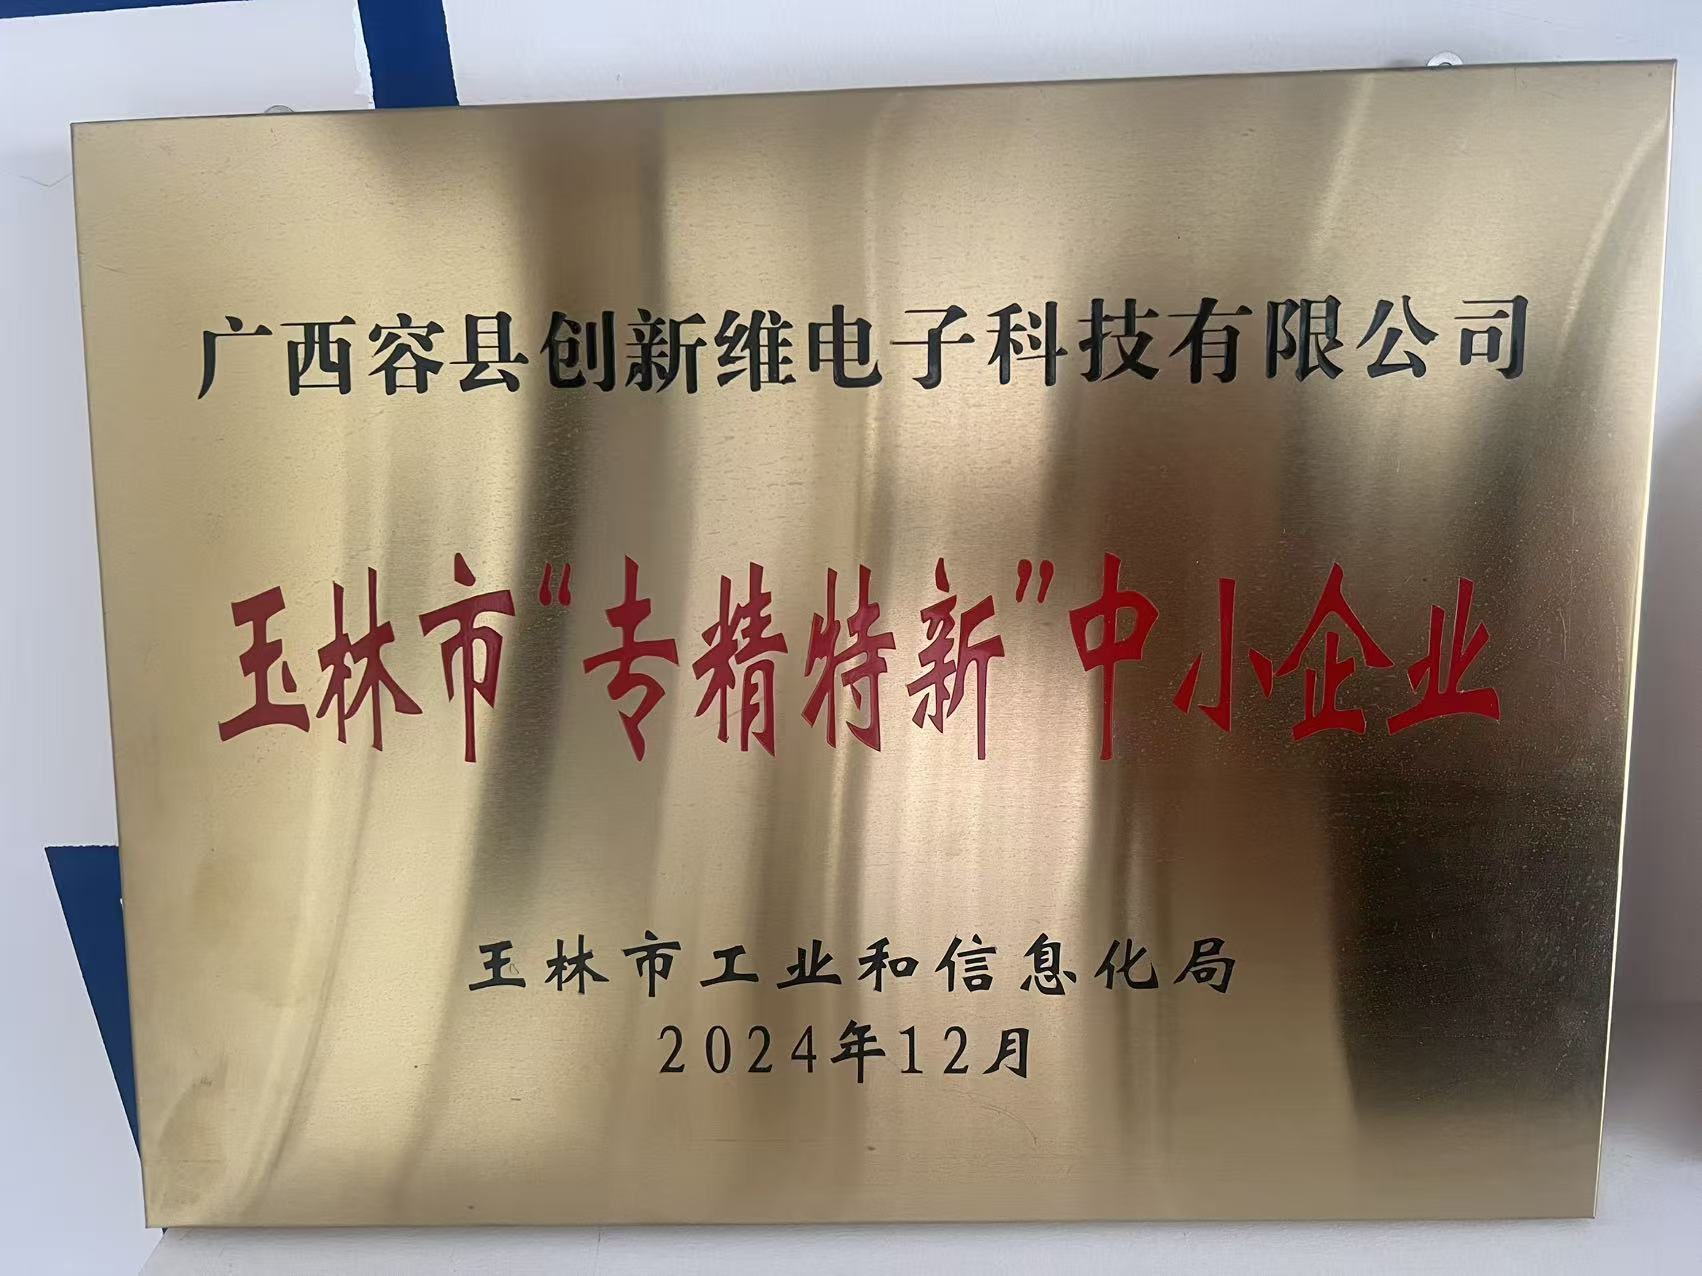 广西容县创新维电子科技有限公司
玉林市“专精特新”中小企业
玉林市工业和信息化局
2024年12月